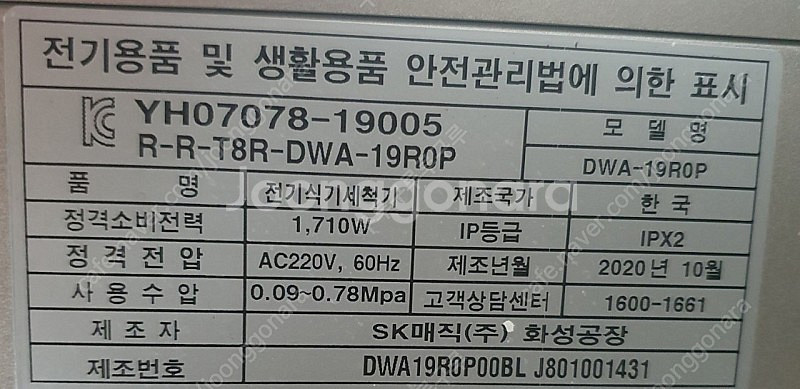 전기용품 및 생활용품 안전관리법에 의한 표시
YH07078-19005
R-R-T8R-DWA-19R0P
모델명
DWA-19R0P
품 명 전기식기세척기 제조국가 한국
정격소비전력 1,710W IP등급 IPX2
정격전압 AC220V, 60Hz 제조년월 2020년 10월
사용수압 0.09~0.78Mpa 고객상담센터 1600-1661
제조자 SK매직(주) 화성공장
제조번호 DWA19R0P00BL J801001431
Joonggonara
cafe.naver.com/joonggonara